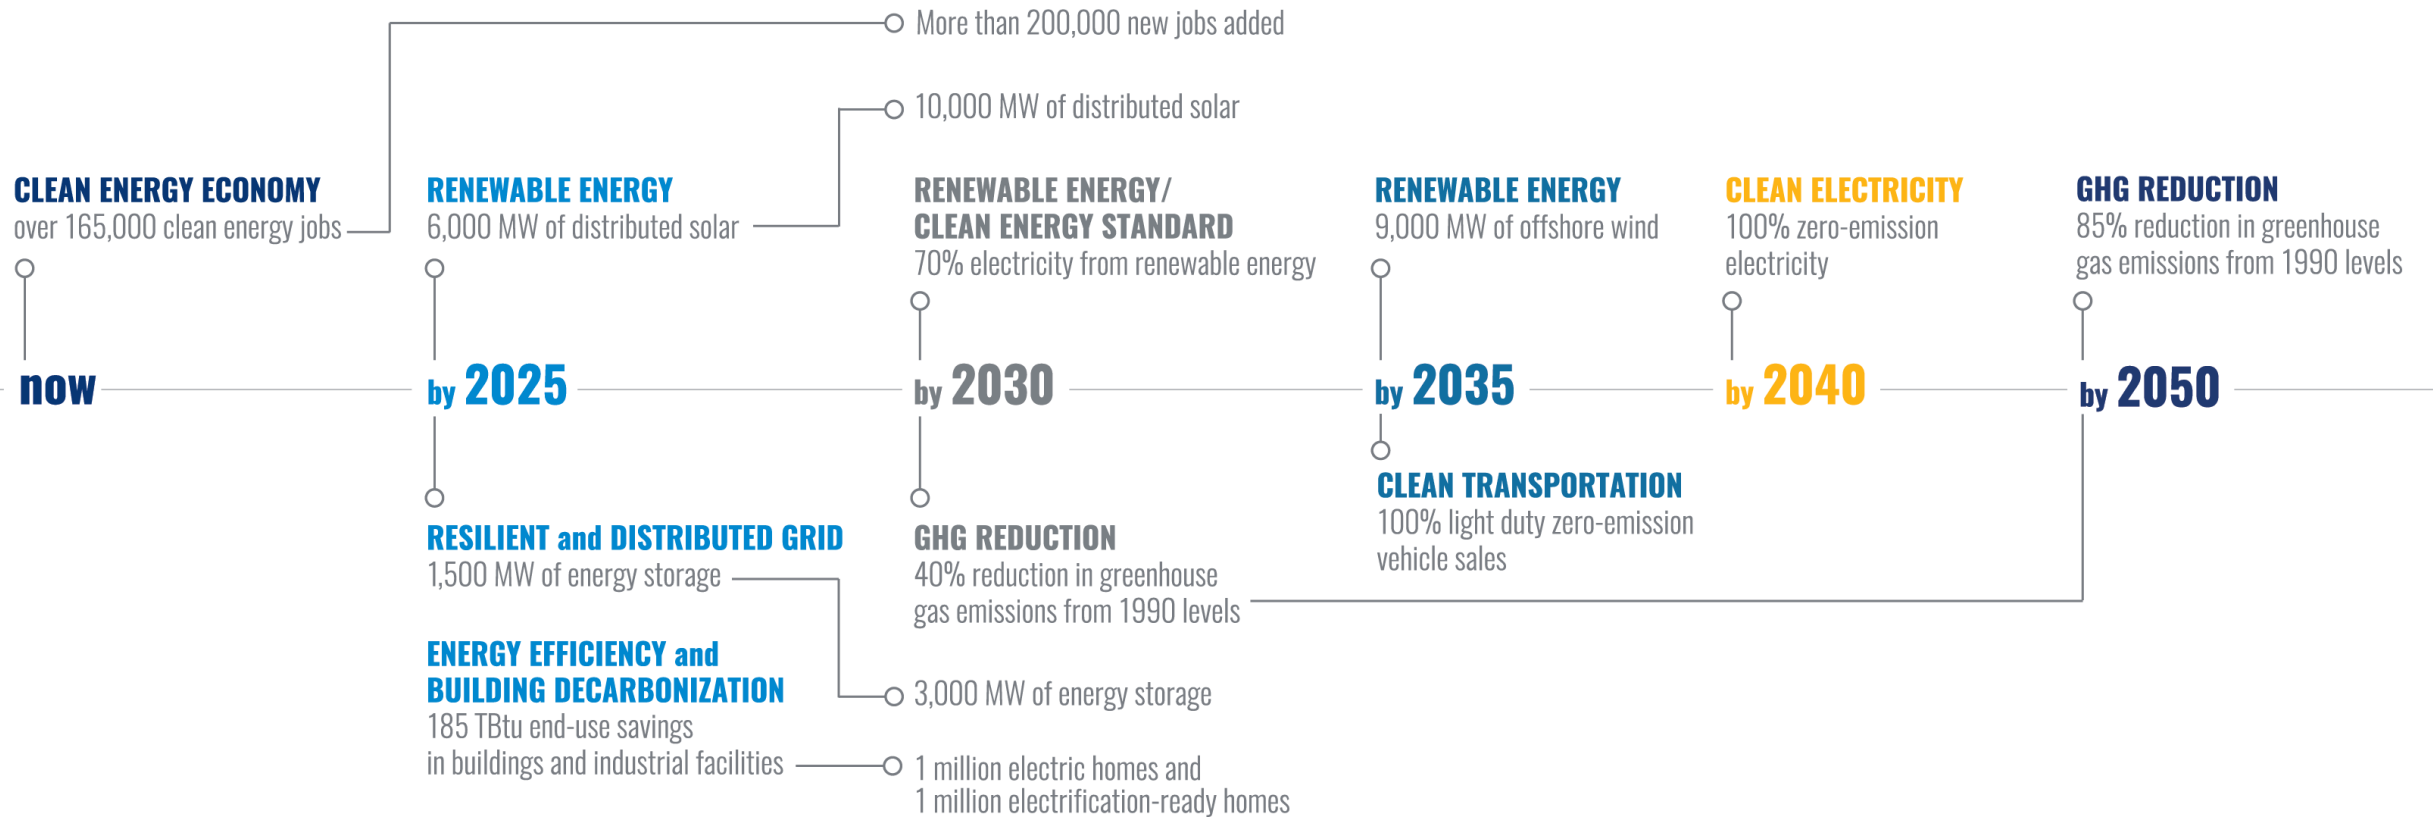 More than 200,000 new jobs added
10,000 MW of distributed solar
CLEAN ENERGY ECONOMY
over 165,000 clean energy jobs
RENEWABLE ENERGY
6,000 MW of distributed solar
RENEWABLE ENERGY/
CLEAN ENERGY STANDARD
70% electricity from renewable energy
RENEWABLE ENERGY
9,000 MW of offshore wind
CLEAN ELECTRICITY
100% zero-emission
electricity
GHG REDUCTION
85% reduction in greenhouse
gas emissions from 1990 levels
now
by 2025
by 2030
by 2035
by 2040
by 2050
RESILIENT and DISTRIBUTED GRID
1,500 MW of energy storage
ENERGY EFFICIENCY and
BUILDING DECARBONIZATION
185 TBtu end-use savings
in buildings and industrial facilities
GHG REDUCTION
40% reduction in greenhouse
gas emissions from 1990 levels
3,000 MW of energy storage
1 million electric homes and
1 million electrification-ready homes
CLEAN TRANSPORTATION
100% light duty zero-emission
vehicle sales